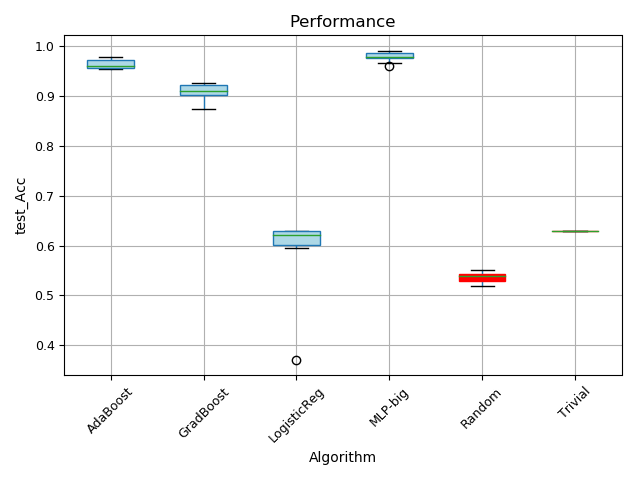 Performance
1.0
0.9
0.8
0.7
0.6
0.5
0.4
test_Acc
AdaBoost
GradBoost
LogisticReg
MLP-big
Random
Trivial
Algorithm